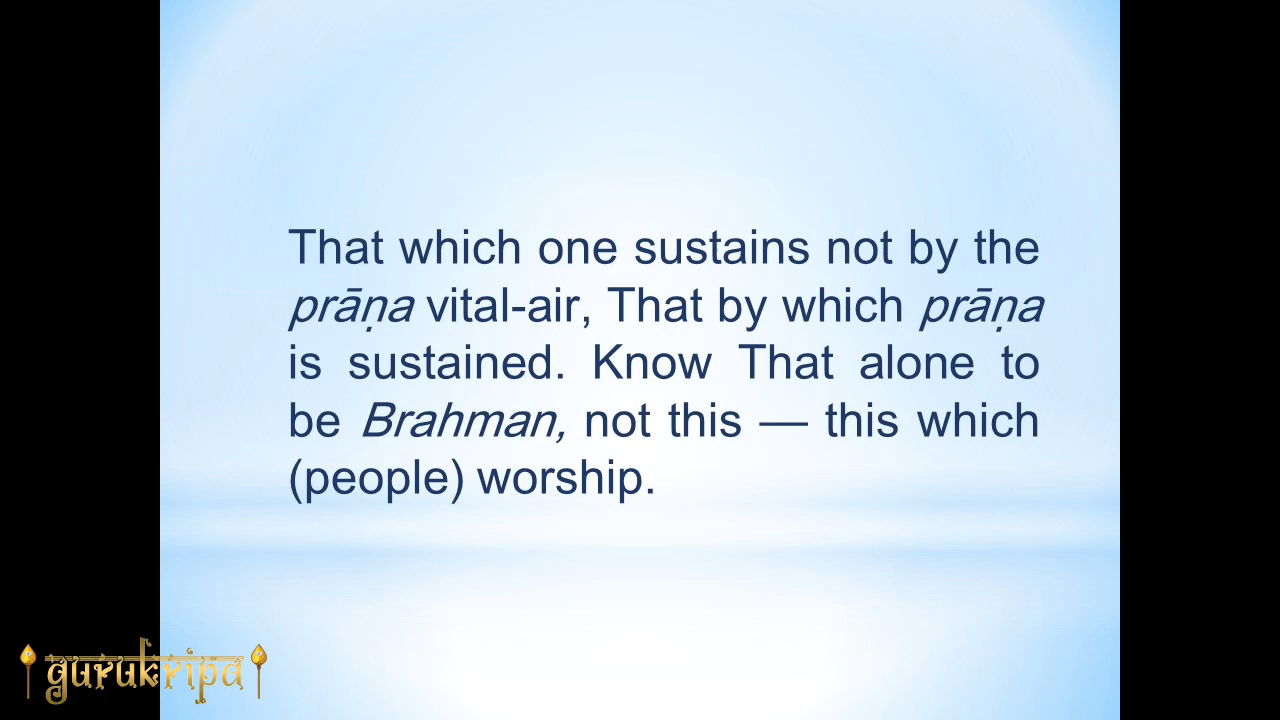 That which one sustains not by the
prāṇa vital-air, That by which prāṇa
is sustained. Know That alone to
be Brahman, not this — this which
(people) worship.
gurukripa